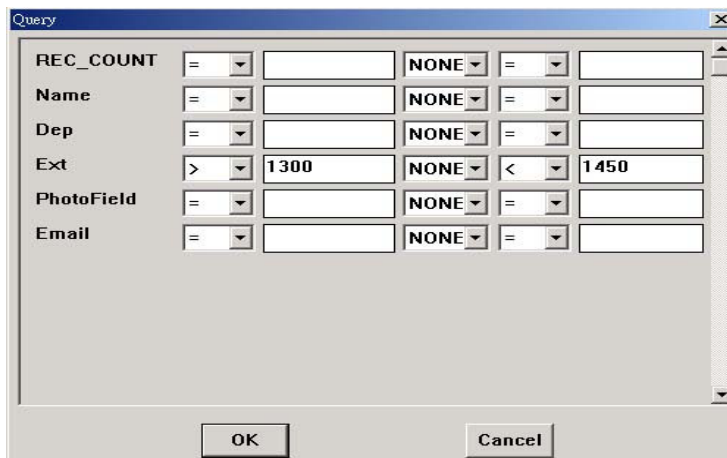 Query
REC_COUNT = NONE =
Name = NONE =
Dep = NONE =
Ext > 1300 NONE < 1450
PhotoField = NONE =
Email = NONE =
OK Cancel